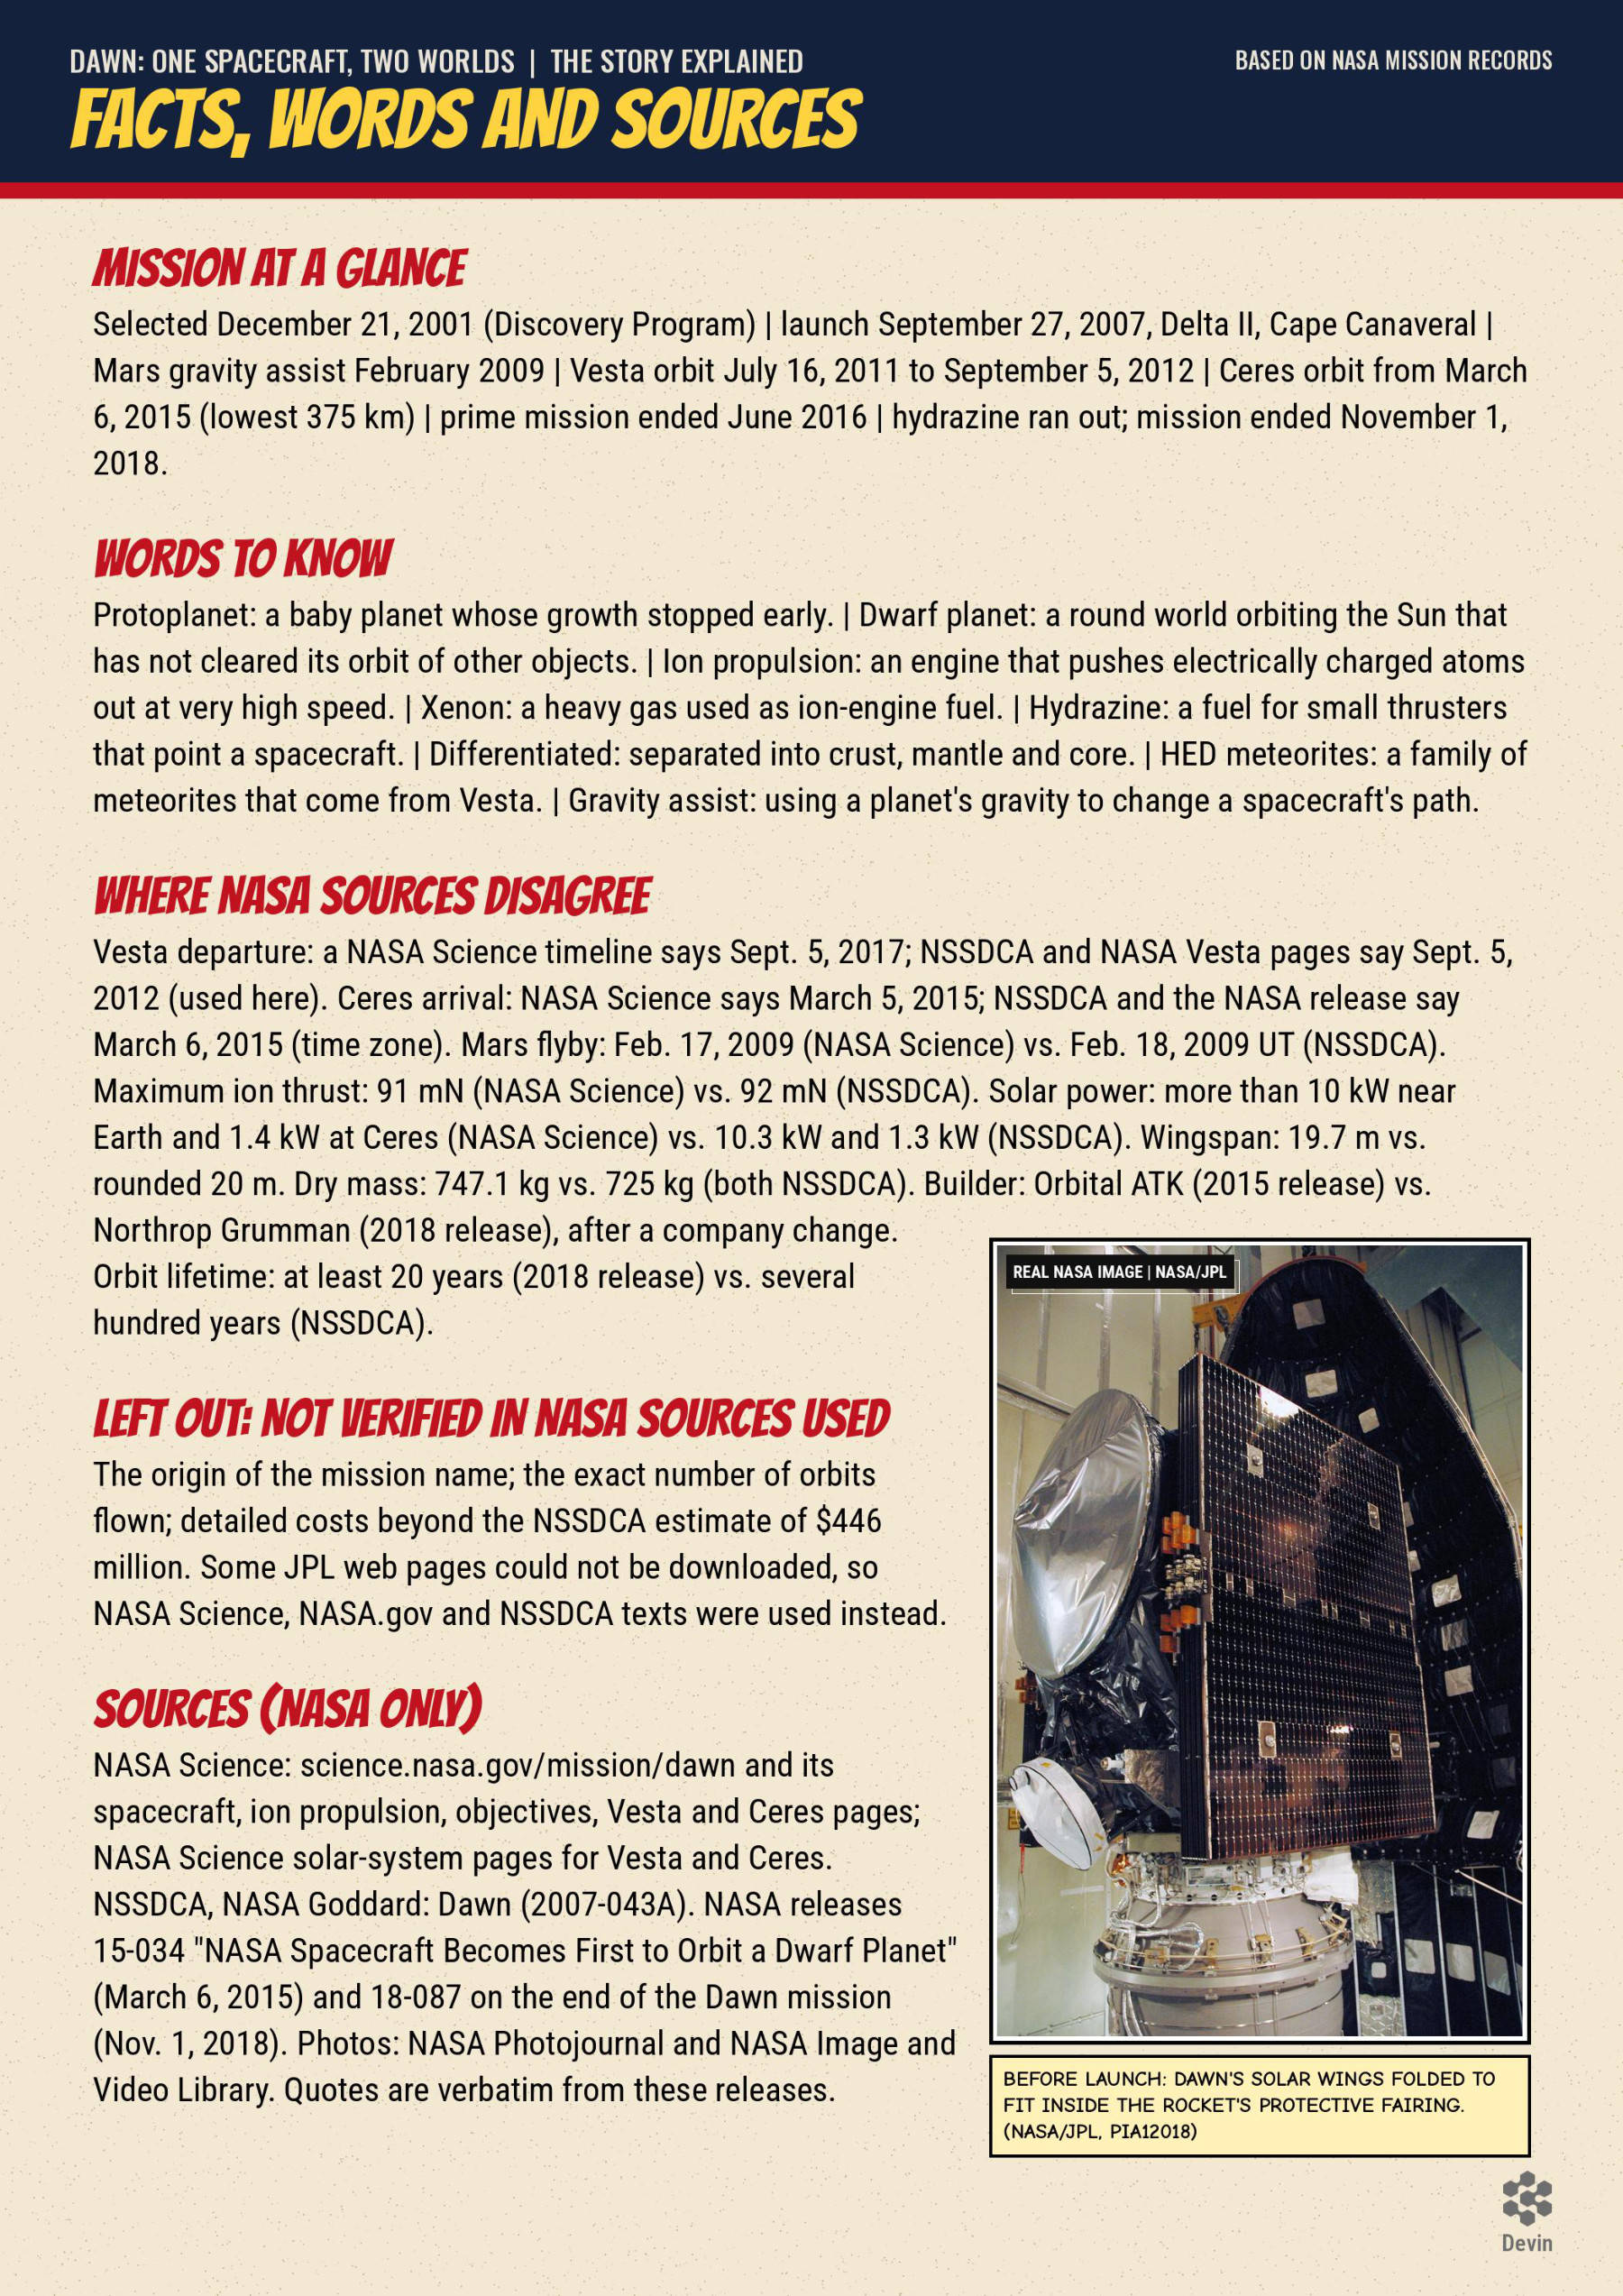 DAWN: ONE SPACECRAFT, TWO WORLDS | THE STORY EXPLAINED
BASED ON NASA MISSION RECORDS
FACTS, WORDS AND SOURCES
MISSION AT A GLANCE
Selected December 21, 2001 (Discovery Program) | launch September 27, 2007, Delta II, Cape Canaveral |
Mars gravity assist February 2009 | Vesta orbit July 16, 2011 to September 5, 2012 | Ceres orbit from March
6, 2015 (lowest 375 km) | prime mission ended June 2016 | hydrazine ran out; mission ended November 1,
2018.
WORDS TO KNOW
Protoplanet: a baby planet whose growth stopped early. | Dwarf planet: a round world orbiting the Sun that
has not cleared its orbit of other objects. | Ion propulsion: an engine that pushes electrically charged atoms
out at very high speed. | Xenon: a heavy gas used as ion-engine fuel. | Hydrazine: a fuel for small thrusters
that point a spacecraft. | Differentiated: separated into crust, mantle and core. | HED meteorites: a family of
meteorites that come from Vesta. | Gravity assist: using a planet's gravity to change a spacecraft's path.
WHERE NASA SOURCES DISAGREE
Vesta departure: a NASA Science timeline says Sept. 5, 2017; NSSDCA and NASA Vesta pages say Sept. 5,
2012 (used here). Ceres arrival: NASA Science says March 5, 2015; NSSDCA and the NASA release say
March 6, 2015 (time zone). Mars flyby: Feb. 17, 2009 (NASA Science) vs. Feb. 18, 2009 UT (NSSDCA).
Maximum ion thrust: 91 mN (NASA Science) vs. 92 mN (NSSDCA). Solar power: more than 10 kW near
Earth and 1.4 kW at Ceres (NASA Science) vs. 10.3 kW and 1.3 kW (NSSDCA). Wingspan: 19.7 m vs.
rounded 20 m. Dry mass: 747.1 kg vs. 725 kg (both NSSDCA). Builder: Orbital ATK (2015 release) vs.
Northrop Grumman (2018 release), after a company change.
Orbit lifetime: at least 20 years (2018 release) vs. several
hundred years (NSSDCA).
LEFT OUT: NOT VERIFIED IN NASA SOURCES USED
The origin of the mission name; the exact number of orbits
flown; detailed costs beyond the NSSDCA estimate of $446
million. Some JPL web pages could not be downloaded, so
NASA Science, NASA.gov and NSSDCA texts were used instead.
SOURCES (NASA ONLY)
NASA Science: science.nasa.gov/mission/dawn and its
spacecraft, ion propulsion, objectives, Vesta and Ceres pages;
NASA Science solar-system pages for Vesta and Ceres.
NSSDCA, NASA Goddard: Dawn (2007-043A). NASA releases
15-034 "NASA Spacecraft Becomes First to Orbit a Dwarf Planet"
(March 6, 2015) and 18-087 on the end of the Dawn mission
(Nov. 1, 2018). Photos: NASA Photojournal and NASA Image and
Video Library. Quotes are verbatim from these releases.
REAL NASA IMAGE | NASA/JPL
BEFORE LAUNCH: DAWN'S SOLAR WINGS FOLDED TO
FIT INSIDE THE ROCKET'S PROTECTIVE FAIRING.
(NASA/JPL, PIA12018)
Devin